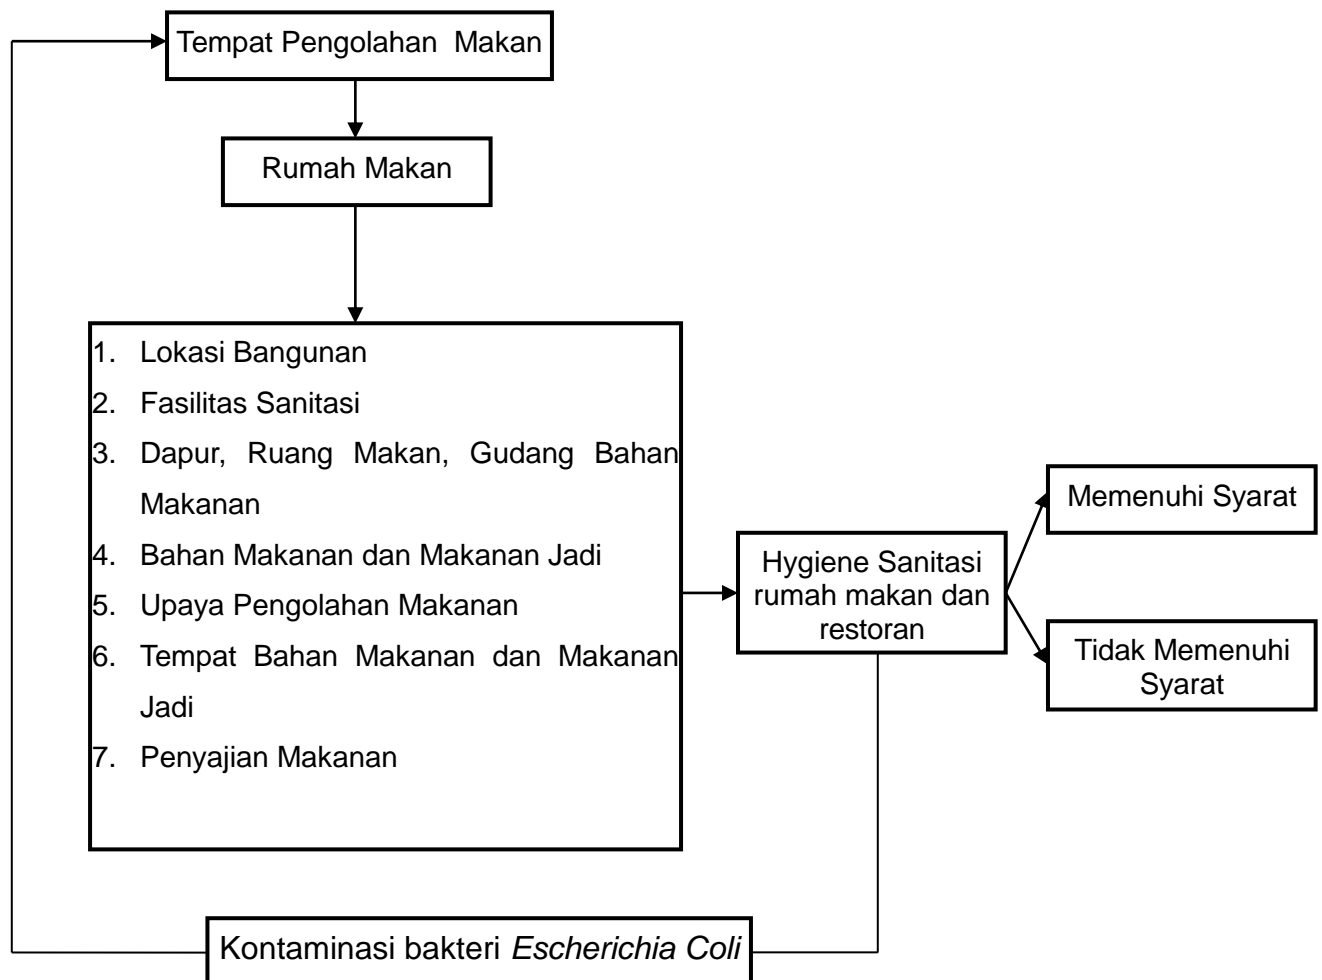 Tempat Pengolahan  Makan
Rumah Makan
1. Lokasi Bangunan
2. Fasilitas Sanitasi
3. Dapur, Ruang Makan, Gudang Bahan
Makanan
4. Bahan Makanan dan Makanan Jadi
5. Upaya Pengolahan Makanan
6. Tempat Bahan Makanan dan Makanan
Jadi
7. Penyajian Makanan
Hygiene Sanitasi
rumah makan dan
restoran
Memenuhi Syarat
Tidak Memenuhi
Syarat
Kontaminasi bakteri Escherichia Coli